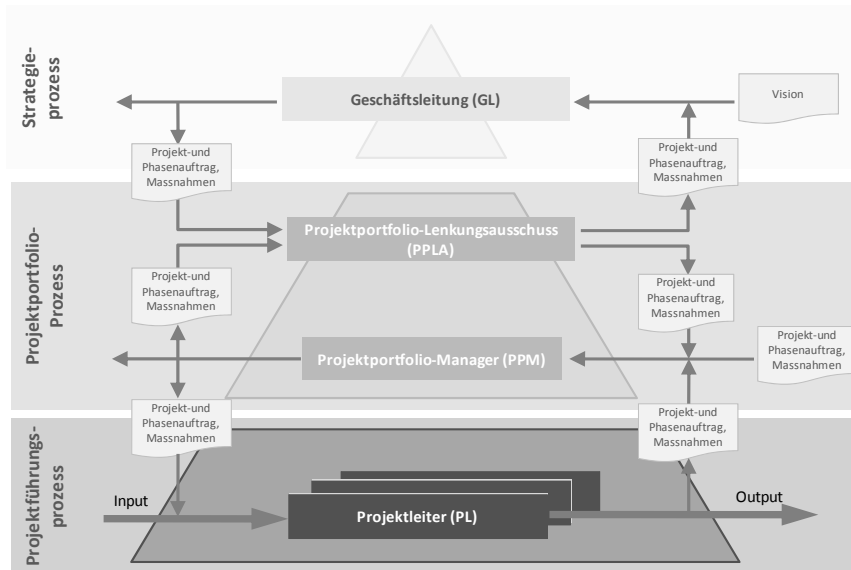 Strategie-
prozess
Geschäftsleitung (GL)
Vision
Projekt-und
Phasenauftrag,
Massnahmen
Projekt-und
Phasenauftrag,
Massnahmen
Projektportfolio-
Prozess
Projektportfolio-Lenkungsausschuss
(PPLA)
Projekt-und
Phasenauftrag,
Massnahmen
Projekt-und
Phasenauftrag,
Massnahmen
Projektportfolio-Manager (PPM)
Projekt-und
Phasenauftrag,
Massnahmen
Projekt-und
Phasenauftrag,
Massnahmen
Projekt-und
Phasenauftrag,
Massnahmen
Projektführungs-
prozess
Input
Projektleiter (PL)
Output